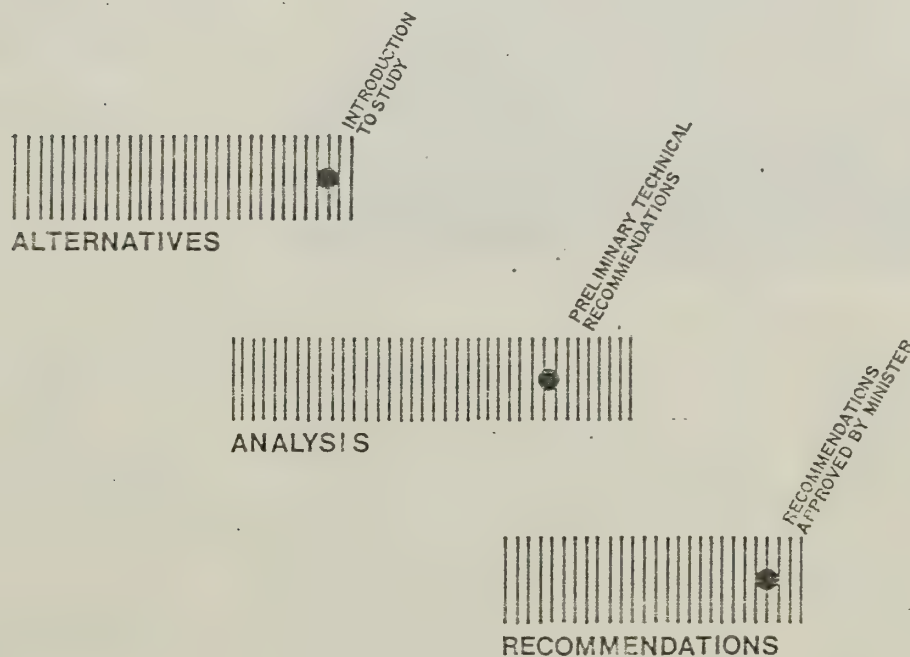 INTRODUCTION
TO STUDY
ALTERNATIVES
PRELIMINARY TECHNICAL
RECOMMENDATIONS
ANALYSIS
RECOMMENDATIONS
APPROVED BY MINISTER
RECOMMENDATIONS